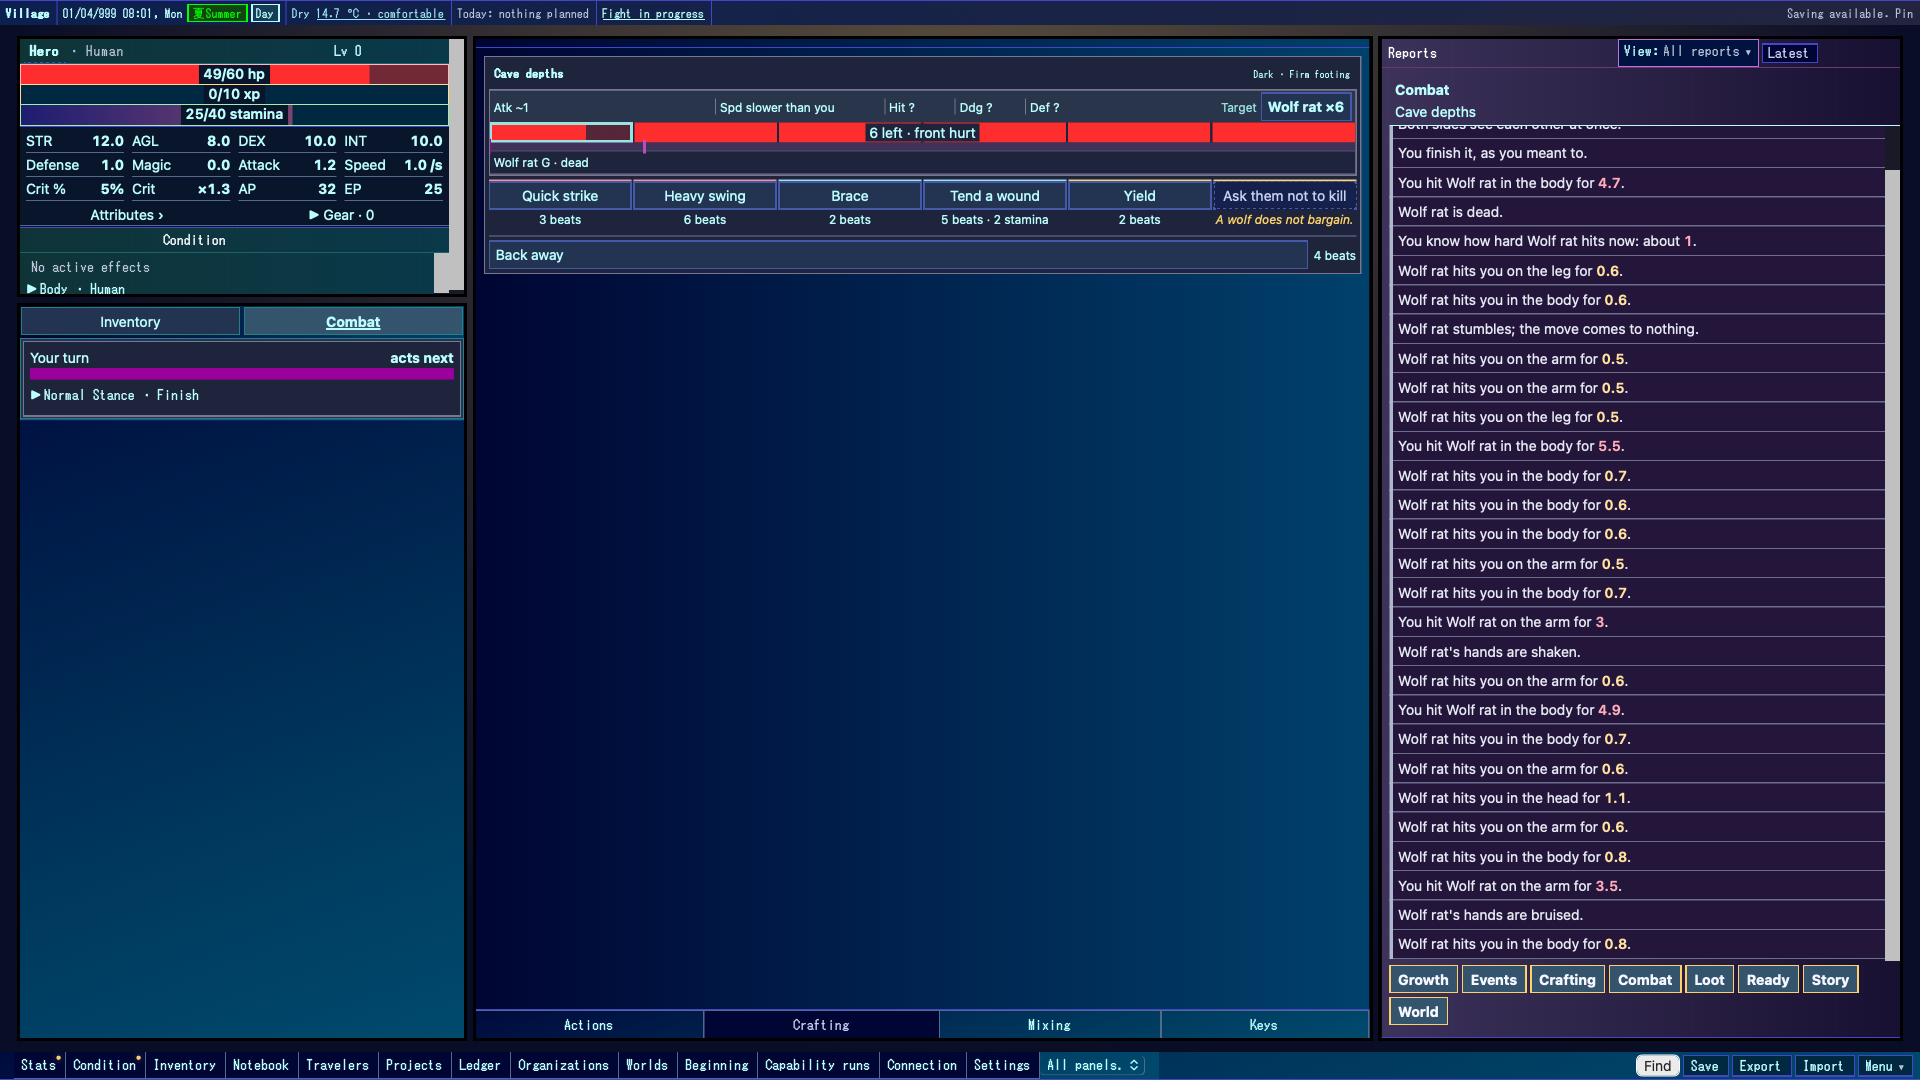 Village 01/04/999 08:01, Mon 夏Summer Day Dry 14.7 °C · comfortable Today: nothing planned Fight in progress Saving available. Pin
Hero · Human Lv 0
49/60 hp
0/10 xp
25/40 stamina
STR 12.0 AGL 8.0 DEX 10.0 INT 10.0
Defense 1.0 Magic 0.0 Attack 1.2 Speed 1.0 /s
Crit % 5% Crit ×1.3 AP 32 EP 25
Attributes › ▶ Gear · 0
Condition
No active effects
▶Body · Human
Inventory Combat
Your turn acts next
▶Normal Stance · Finish
Cave depths Dark · Firm footing
Atk ~1 Spd slower than you Hit ? Ddg ? Def ? Target Wolf rat ×6
6 left · front hurt
Wolf rat G · dead
Quick strike Heavy swing Brace Tend a wound Yield Ask them not to kill
3 beats 6 beats 2 beats 5 beats · 2 stamina 2 beats A wolf does not bargain.
Back away 4 beats
Actions Crafting Mixing Keys
Reports View: All reports ▾ Latest
Combat
Cave depths
Both sides see each other at once.
You finish it, as you meant to.
You hit Wolf rat in the body for 4.7.
Wolf rat is dead.
You know how hard Wolf rat hits now: about 1.
Wolf rat hits you on the leg for 0.6.
Wolf rat hits you in the body for 0.6.
Wolf rat stumbles; the move comes to nothing.
Wolf rat hits you on the arm for 0.5.
Wolf rat hits you on the arm for 0.5.
Wolf rat hits you on the leg for 0.5.
You hit Wolf rat in the body for 5.5.
Wolf rat hits you in the body for 0.7.
Wolf rat hits you in the body for 0.6.
Wolf rat hits you in the body for 0.6.
Wolf rat hits you on the arm for 0.5.
Wolf rat hits you in the body for 0.7.
You hit Wolf rat on the arm for 3.
Wolf rat's hands are shaken.
Wolf rat hits you on the arm for 0.6.
You hit Wolf rat in the body for 4.9.
Wolf rat hits you in the body for 0.7.
Wolf rat hits you on the arm for 0.6.
Wolf rat hits you in the head for 1.1.
Wolf rat hits you on the arm for 0.6.
Wolf rat hits you in the body for 0.8.
You hit Wolf rat on the arm for 3.5.
Wolf rat's hands are bruised.
Wolf rat hits you in the body for 0.8.
Growth Events Crafting Combat Loot Ready Story
World
Stats Condition Inventory Notebook Travelers Projects Ledger Organizations Worlds Beginning Capability runs Connection Settings All panels. Find Save Export Import Menu ▾